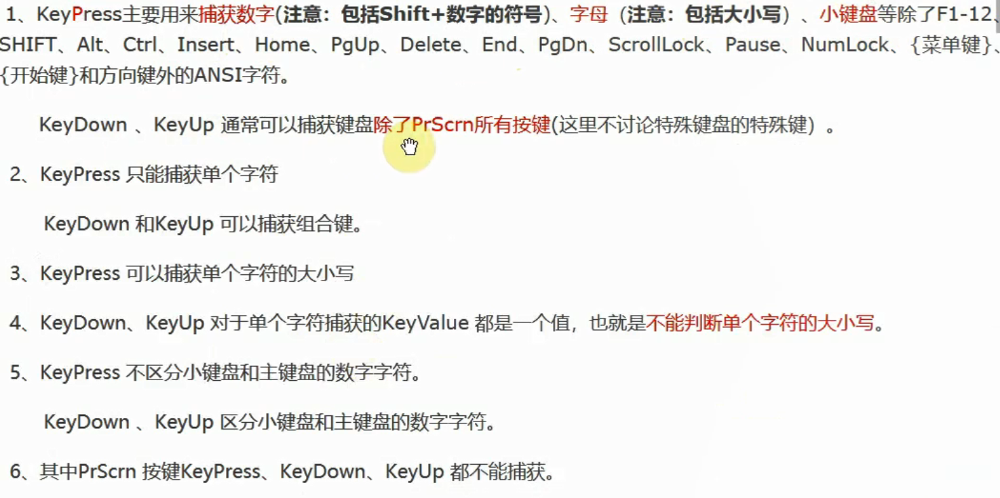 1、KeyPress主要用来捕获数字(注意：包括Shift+数字的符号)、字母（注意：包括大小写）、小键盘等除了F1-12、
SHIFT、Alt、Ctrl、Insert、Home、PgUp、Delete、End、PgDn、ScrollLock、Pause、NumLock、{菜单键}、
{开始键}和方向键外的ANSI字符。
KeyDown 、KeyUp 通常可以捕获键盘除了PrScrn所有按键(这里不讨论特殊键盘的特殊键）。
2、KeyPress 只能捕获单个字符
KeyDown 和KeyUp 可以捕获组合键。
3、KeyPress 可以捕获单个字符的大小写
4、KeyDown、KeyUp 对于单个字符捕获的KeyValue 都是一个值，也就是不能判断单个字符的大小写。
5、KeyPress 不区分小键盘和主键盘的数字字符。
KeyDown 、KeyUp 区分小键盘和主键盘的数字字符。
6、其中PrScrn 按键KeyPress、KeyDown、KeyUp 都不能捕获。